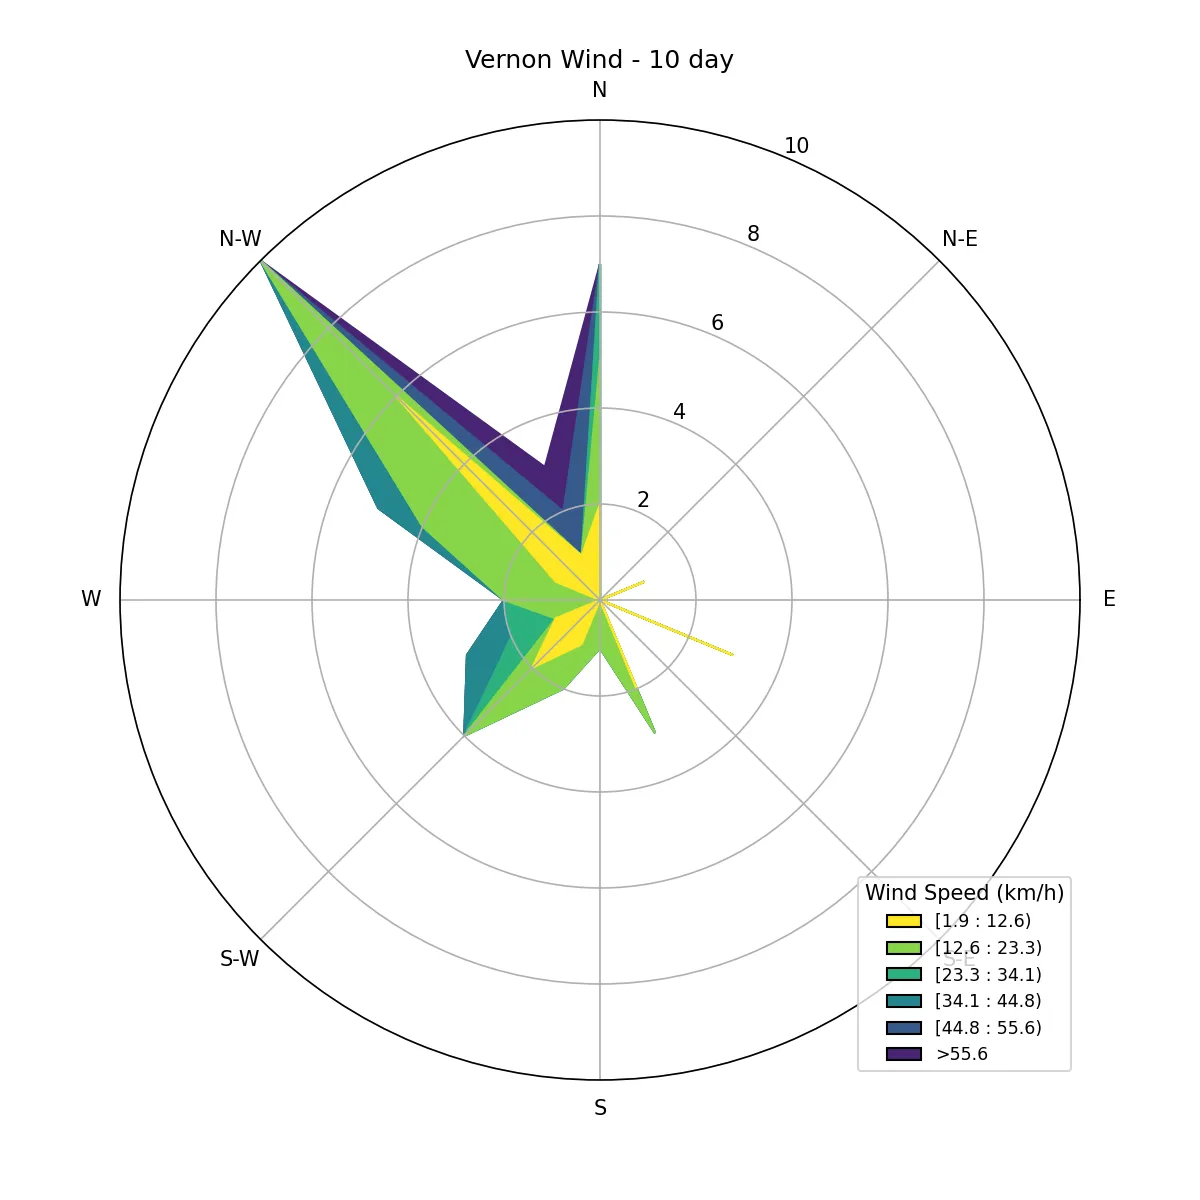 Vernon Wind - 10 day
N
10
N-W
N-E
8
6
4
2
W
E
S-W
S-E
Wind Speed (km/h)
[1.9 : 12.6)
[12.6 : 23.3)
[23.3 : 34.1)
[34.1 : 44.8)
[44.8 : 55.6)
>55.6
S